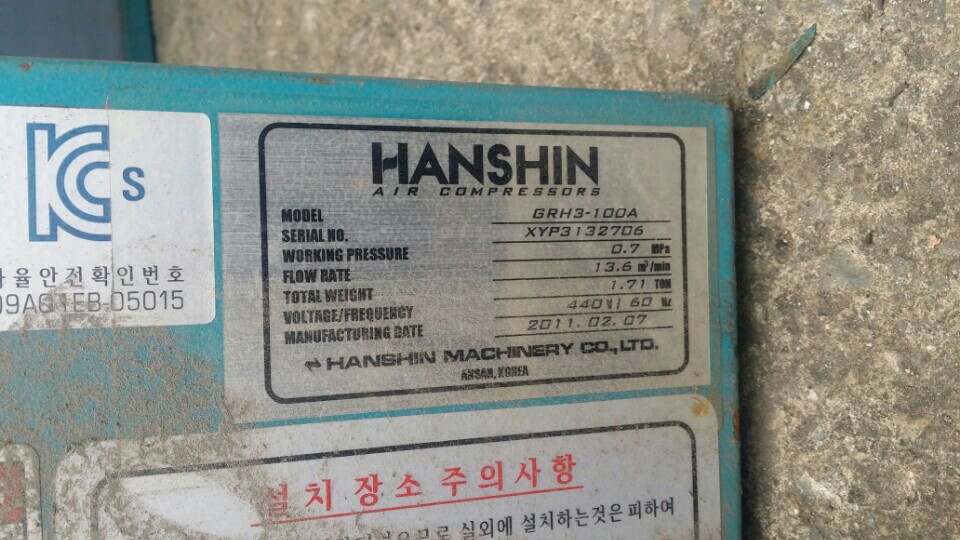 S
율안전확인번호
05015
HANSHIN
AIR COMPRESSORS
MODEL GRH3-100A
SERIAL NO. XYP3132706
WORKING PRESSURE 0.7 MPa
FLOW RATE 13.6 m³/min
TOTAL WEIGHT 1.71 TON
VOLTAGE/FREQUENCY 440 V 60 Hz
MANUFACTURING DATE 2011.02.07
HANSHIN MACHINERY CO.,LTD.
ANSAN, KOREA
설치장소주의사항
실외에 설치하는것은 피하여